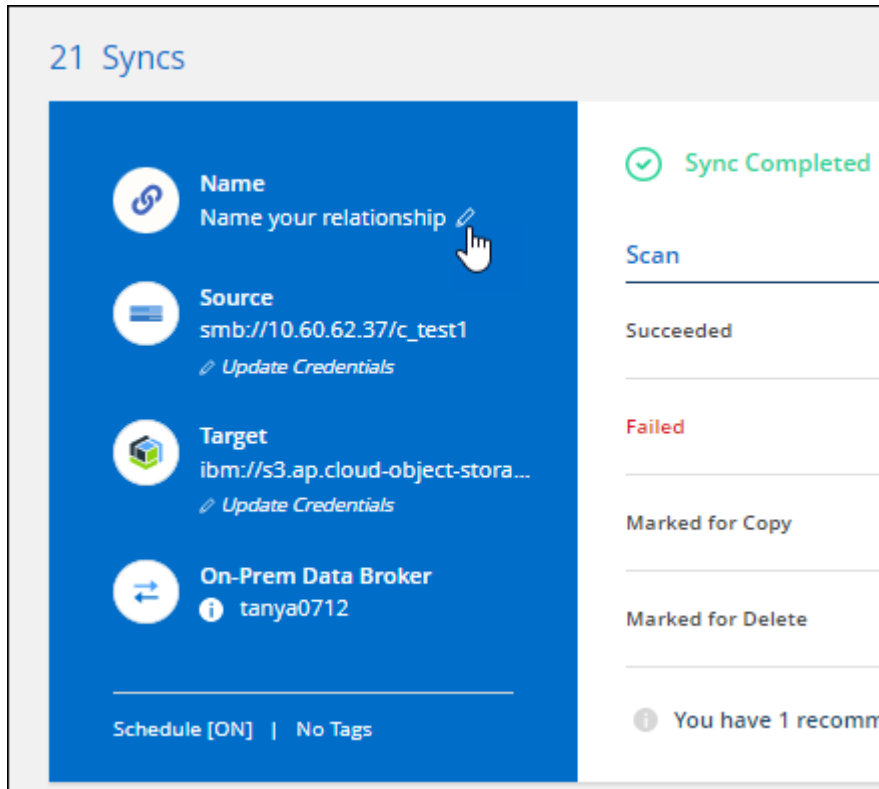 21 Syncs
Name
Name your relationship
Source
smb://10.60.62.37/c_test1
Update Credentials
Target
ibm://s3.ap.cloud-object-stora...
Update Credentials
On-Prem Data Broker
tanya0712
Schedule [ON] | No Tags
Sync Completed
Scan
Succeeded
Failed
Marked for Copy
Marked for Delete
You have 1 recomm